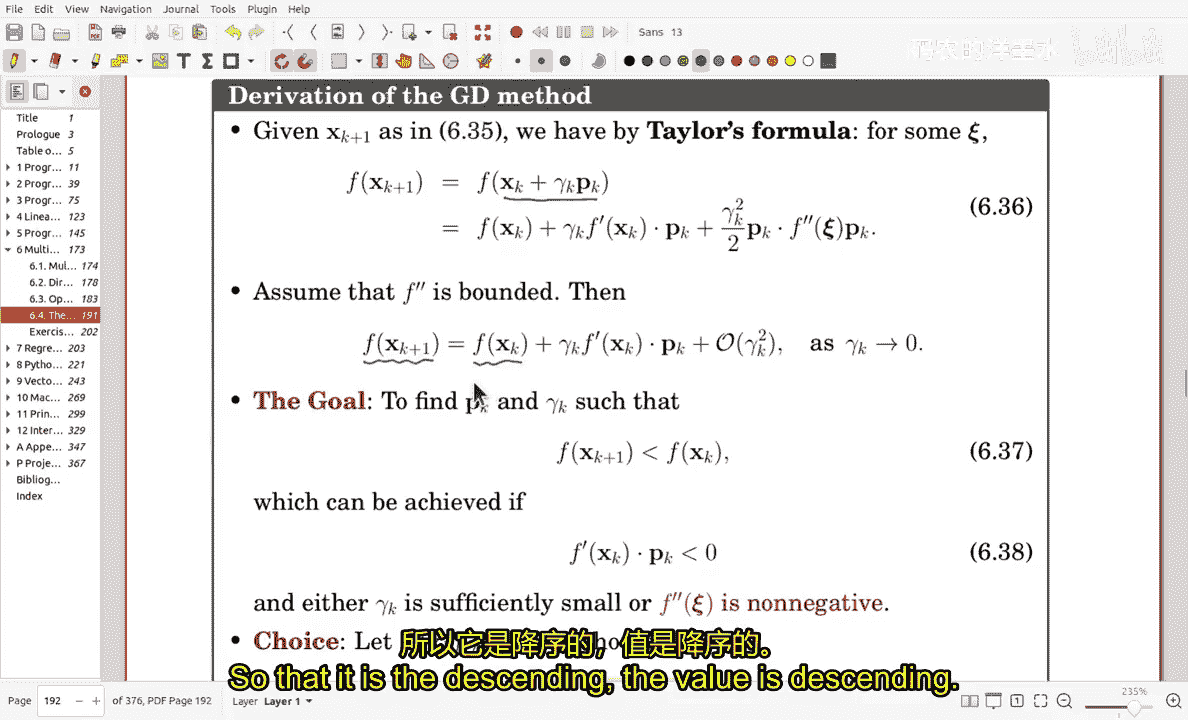 File Edit View Navigation Journal Tools Plugin Help
Sans 13
Title 1
Prologue 3
Table o... 5
1 Progr... 11
2 Progr... 39
3 Progr... 75
4 Linea... 123
5 Progr... 145
6 Multi... 173
6.1. Mul... 174
6.2. Dir... 178
6.3. Op... 183
6.4. The... 191
Exercis... 202
7 Regre... 203
8 Pytho... 221
9 Vecto... 243
10 Mac... 269
11 Prin... 299
12 Inter... 329
A Appe... 347
P Proje... 367
Bibliog...
Index
Derivation of the GD method
• Given x_{k+1} as in (6.35), we have by Taylor's formula: for some ξ,
f(x_{k+1}) = f(x_k + γ_k p_k)
= f(x_k) + γ_k f′(x_k) · p_k + γ_k^2/2 p_k · f″(ξ)p_k.
(6.36)
• Assume that f″ is bounded. Then
f(x_{k+1}) = f(x_k) + γ_k f′(x_k) · p_k + O(γ_k^2), as γ_k → 0.
• The Goal: To find p_k and γ_k such that
f(x_{k+1}) < f(x_k), (6.37)
which can be achieved if
f′(x_k) · p_k < 0 (6.38)
and either γ_k is sufficiently small or f″(ξ) is nonnegative.
• Choice: Let
所以它是降序的，值是降序的。
So that it is the descending, the value is descending.
Page 192 of 376, PDF Page 192 Layer Layer 1 235%